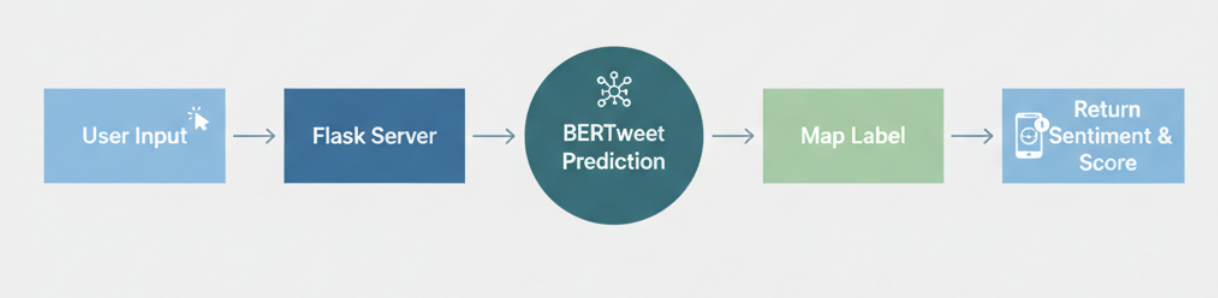 User Input
Flask Server
BERTweet
Prediction
Map Label
Return
Sentiment &
Score